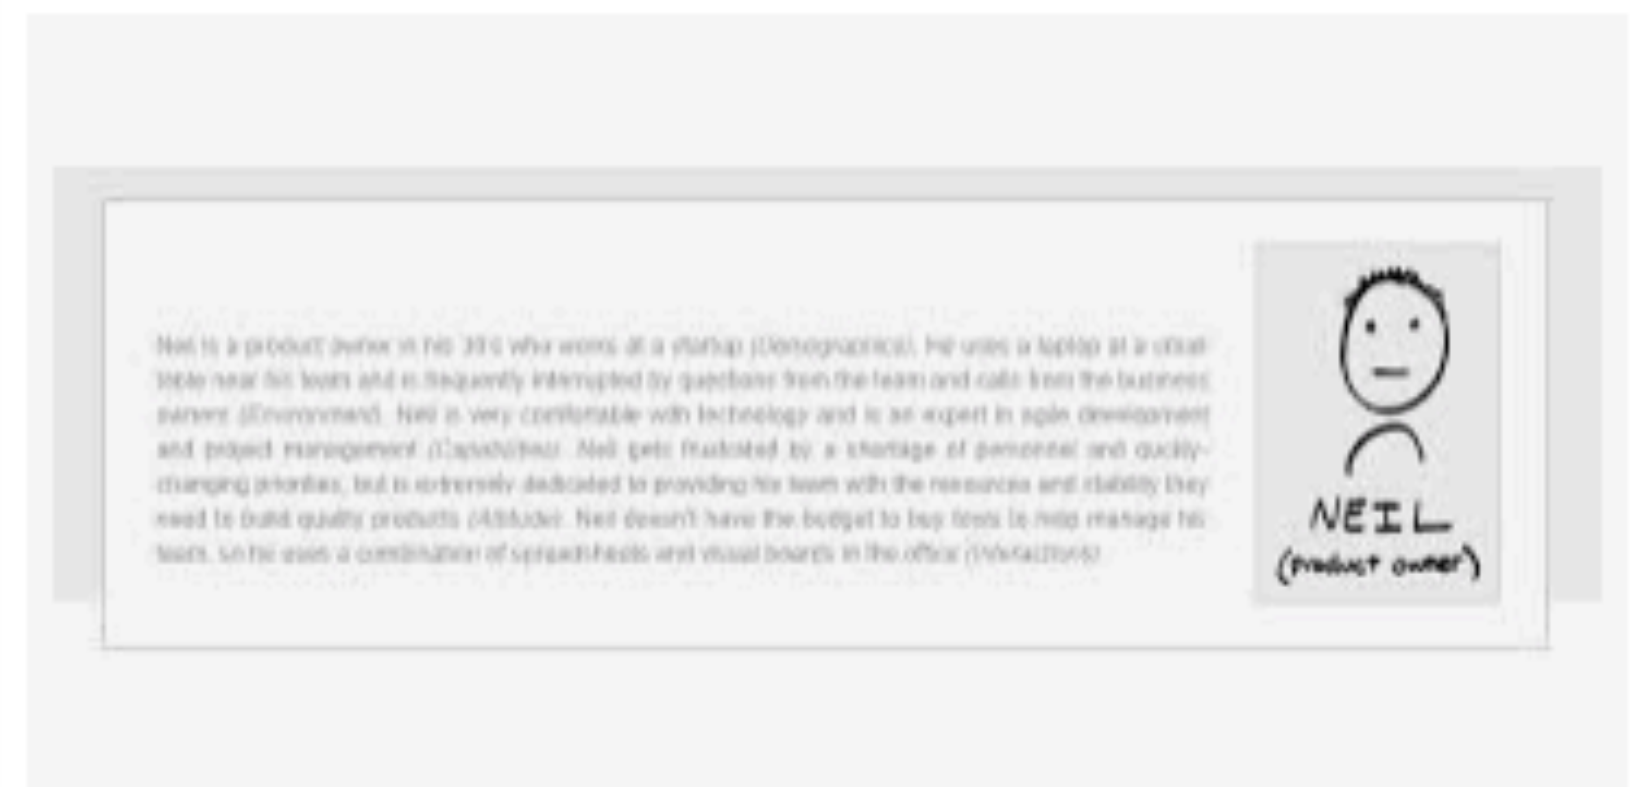 Neil is a product owner in his 30's who works at a startup (Demographics). He uses a laptop at a small
table near his team and is frequently interrupted by questions from the team and calls from the business
owners (Environment). Neil is very comfortable with technology and is an expert in agile development
and project management (Capabilities). Neil gets frustrated by a shortage of personnel and quickly-
changing priorities, but is extremely dedicated to providing his team with the resources and stability they
need to build quality products (Attitude). Neil doesn't have the budget to buy tools to help manage his
team, so he uses a combination of spreadsheets and visual boards in the office (Interactions).
NEIL
(product owner)